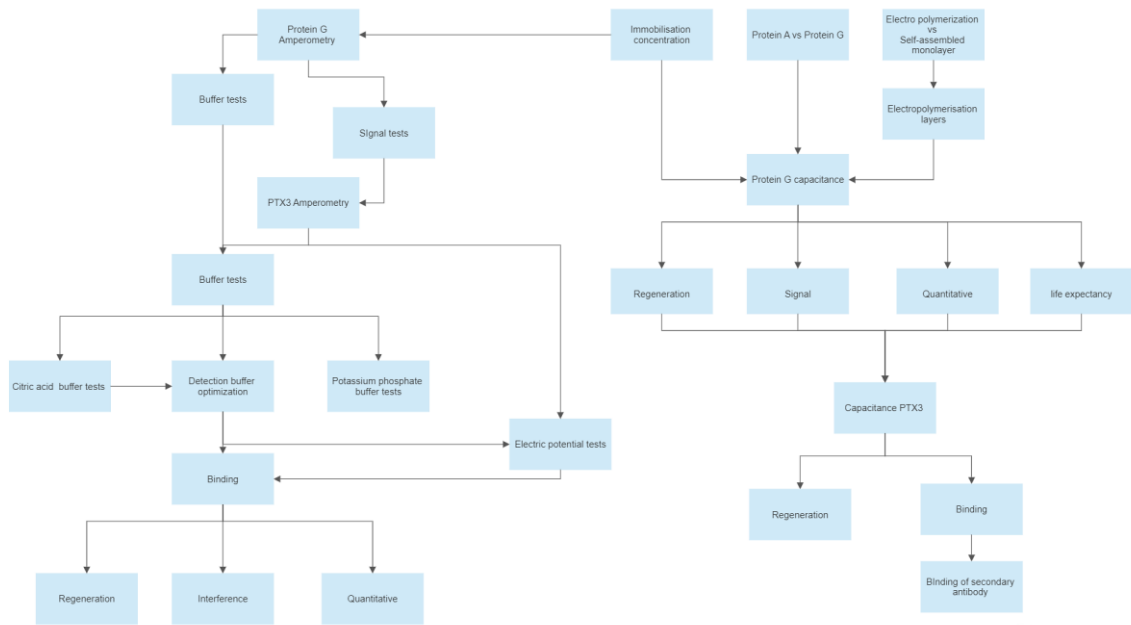 Protein G
Amperometry
Immobilisation
concentration
Protein A vs Protein G
Electro polymerization
vs
Self-assembled
monolayer
Buffer tests
SIgnal tests
Electropolymerisation
layers
PTX3 Amperometry
Protein G capacitance
Buffer tests
Regeneration
Signal
Quantitative
life expectancy
Citric acid buffer tests
Detection buffer
optimization
Potassium phosphate
buffer tests
Capacitance PTX3
Electric potential tests
Binding
Regeneration
Binding
Regeneration
Interference
Quantitative
BInding of secondary
antibody